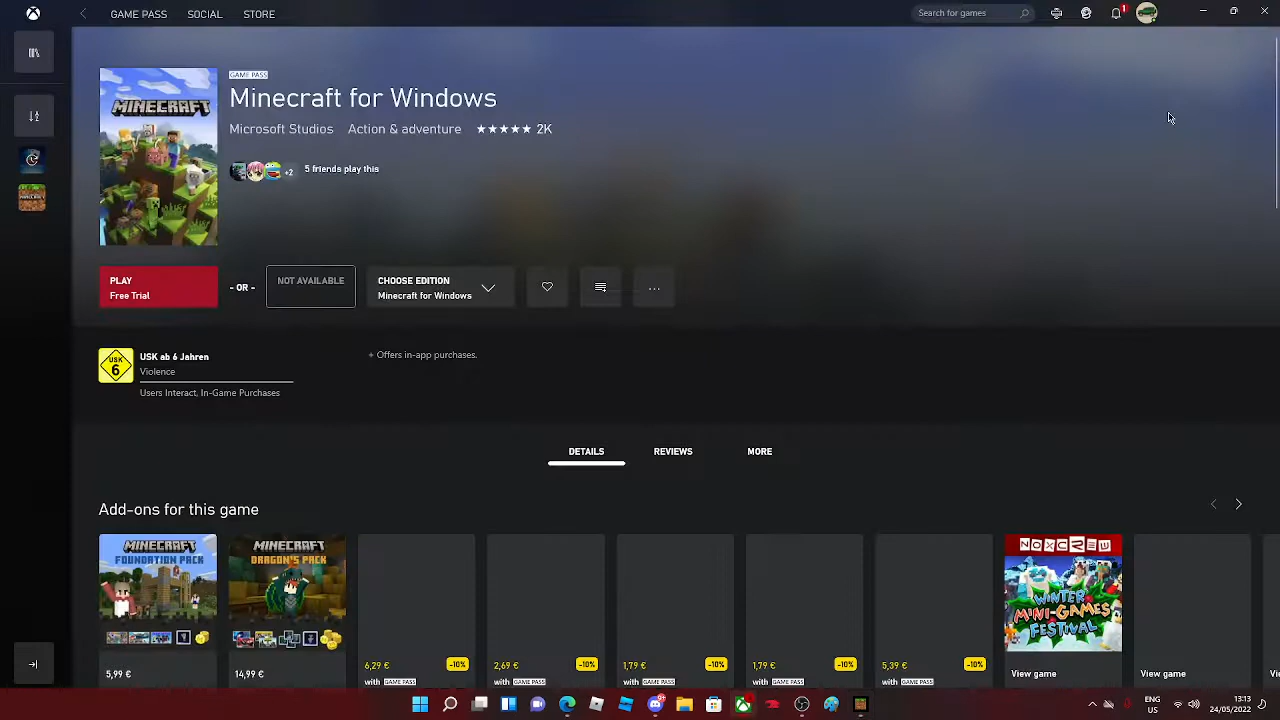 GAME PASS SOCIAL STORE Search for games 1
MINECRAFT
GAME PASS
Minecraft for Windows
Microsoft Studios Action & adventure ★★★★★ 2K
+2 5 friends play this
PLAY
Free Trial
- OR -
NOT AVAILABLE
CHOOSE EDITION
Minecraft for Windows
...
USK
6
USK ab 6 Jahren
Violence
Users Interact, In-Game Purchases
+ Offers in-app purchases.
DETAILS REVIEWS MORE
Add-ons for this game
MINECRAFT
FOUNDATION PACK
5,99 €
MINECRAFT
DRAGON'S PACK
14,99 €
6,29 € -10%
with GAME PASS
2,69 € -10%
with GAME PASS
1,79 € -10%
with GAME PASS
1,79 € -10%
with GAME PASS
5,39 € -10%
with GAME PASS
NOXCREW
WINTER
MINI-GAMES
FESTIVAL
View game
View game
ENG
US
13:13
24/05/2022